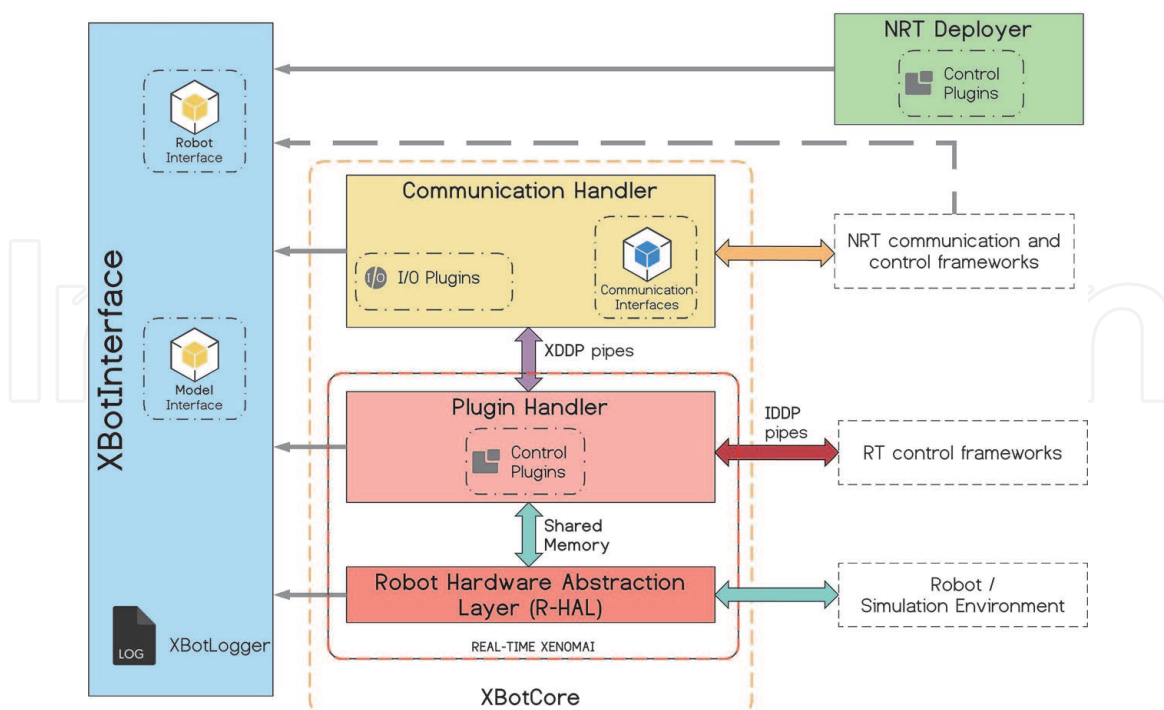 NRT Deployer
Control
Plugins
Robot
Interface
Communication Handler
I/O
I/O Plugins
Communication
Interfaces
NRT communication and
control frameworks
XBotInterface
XDDP pipes
Model
Interface
Plugin Handler
Control
Plugins
IDDP
pipes
RT control frameworks
Shared
Memory
Robot Hardware Abstraction
Layer (R-HAL)
Robot /
Simulation Environment
REAL-TIME XENOMAI
LOG
XBotLogger
XBotCore